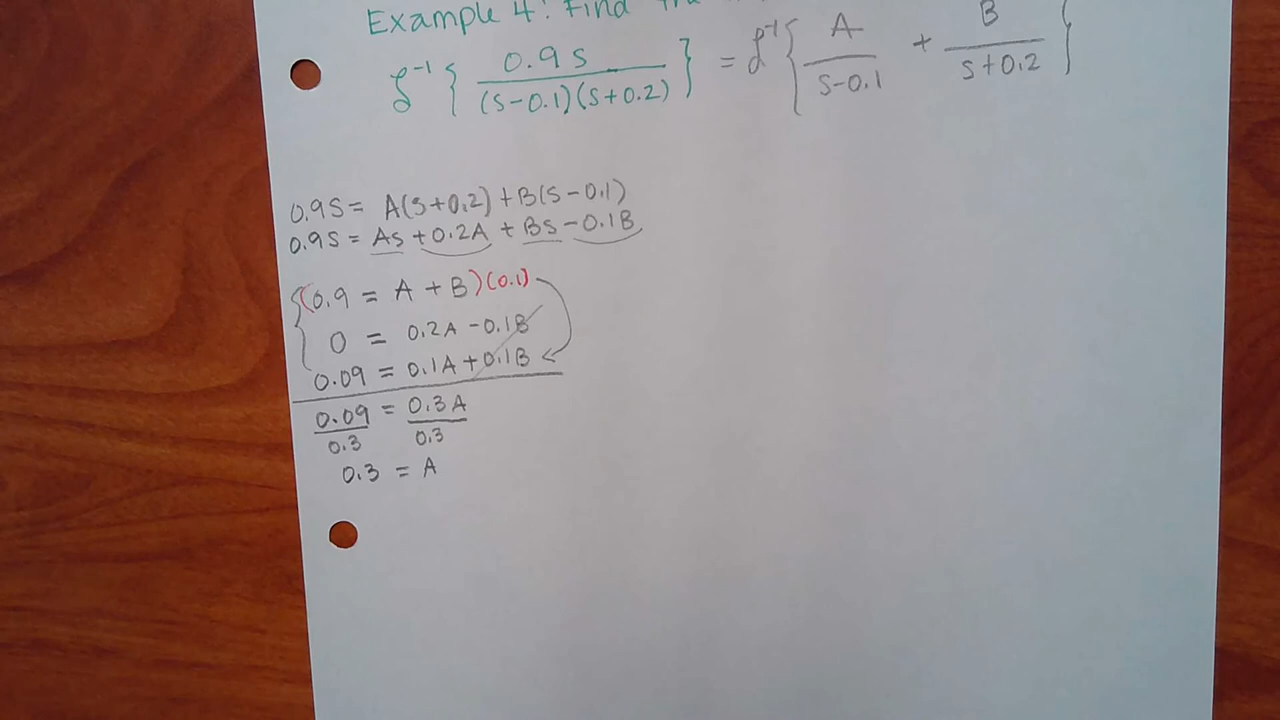 Example 4: Find
ℒ⁻¹ { 0.9s / (s-0.1)(s+0.2) } = ℒ⁻¹ { A / s-0.1 + B / s+0.2 }
0.9s = A(s+0.2) + B(s-0.1)
0.9s = As + 0.2A + Bs - 0.1B
(0.9 = A + B)(0.1)
0 = 0.2A - 0.1B
0.09 = 0.1A + 0.1B
0.09 / 0.3 = 0.3A / 0.3
0.3 = A